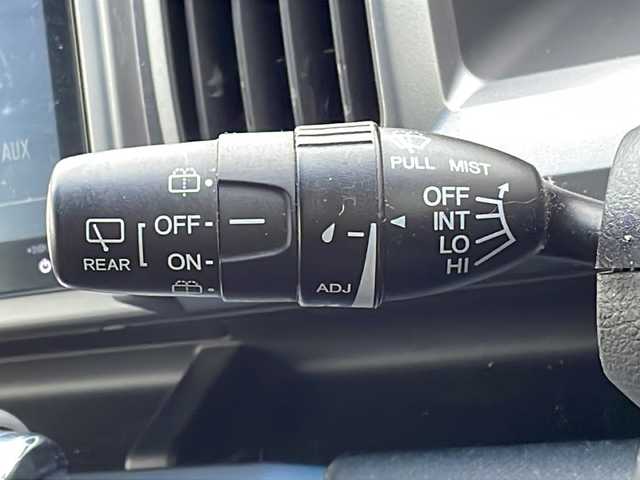 AUX
PULL MIST
OFF
INT
LO
HI
OFF
ON
REAR
ADJ